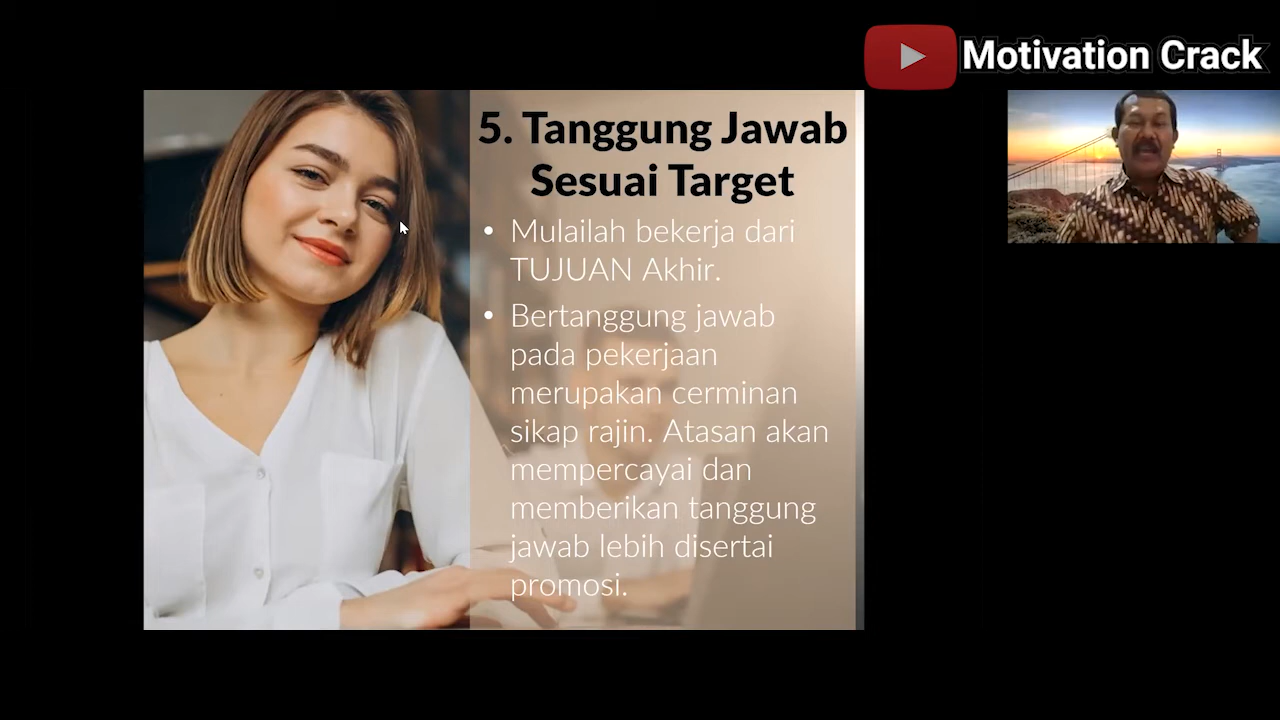 Motivation Crack
5. Tanggung Jawab
Sesuai Target
• Mulailah bekerja dari
TUJUAN Akhir.
• Bertanggung jawab
pada pekerjaan
merupakan cerminan
sikap rajin. Atasan akan
mempercayai dan
memberikan tanggung
jawab lebih disertai
promosi.